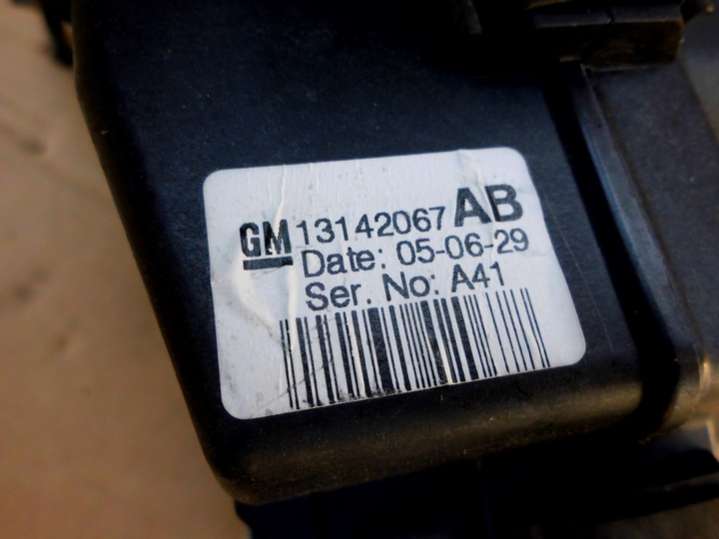 GM 13142067 AB
Date: 05-06-29
Ser. No: A41